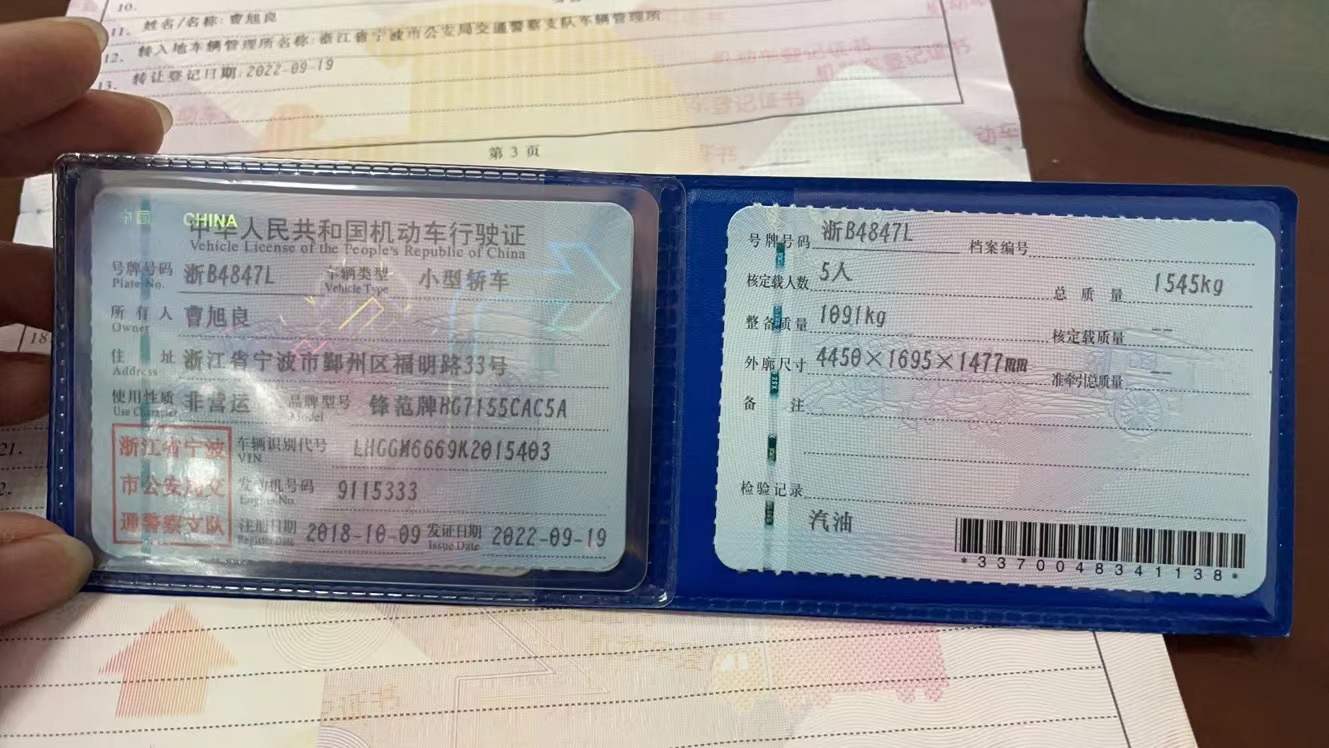 10.
11. 姓名/名称: 曹旭良
12. 转入地车辆管理所名称: 浙江省宁波市公安局交通警察支队车辆管理所
13. 转让登记日期: 2022-09-19
第 3 页
中国 CHINA
中华人民共和国机动车行驶证
Vehicle License of the People's Republic of China
号牌号码 浙B4847L 车辆类型 小型轿车
Plate No. Vehicle Type
所有人 曹旭良
Owner
住址 浙江省宁波市鄞州区福明路33号
Address
使用性质 非营运 品牌型号 锋范牌HG7155CAC5A
Use Character Model
浙江省宁波
市公安局交
通警察支队
车辆识别代号 LHGGM6669K2015403
VIN
发动机号码 9115333
Engine No.
注册日期 2018-10-09 发证日期 2022-09-19
Register Date Issue Date
号牌号码 浙B4847L 档案编号
核定载人数 5人 总质量 1545kg
整备质量 1091kg 核定载质量 --
外廓尺寸 4450×1695×1477mm 准牵引总质量 --
备注
检验记录
汽油
*3370048341138*